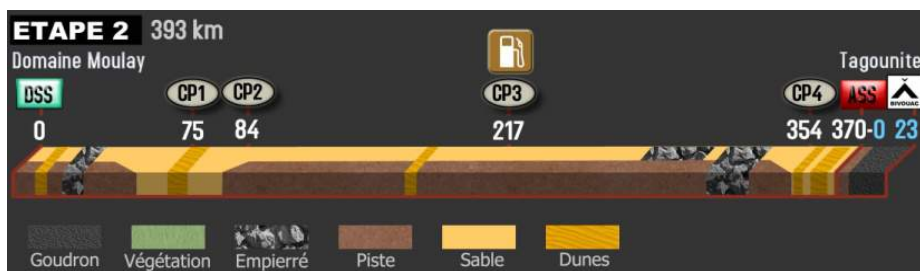 ETAPE 2 393 km
Domaine Moulay
Tagounite
DSS CP1 CP2 CP3 CP4 ASS BIVOUAC
0 75 84 217 354 370-0 23
Goudron Végétation Empierré Piste Sable Dunes